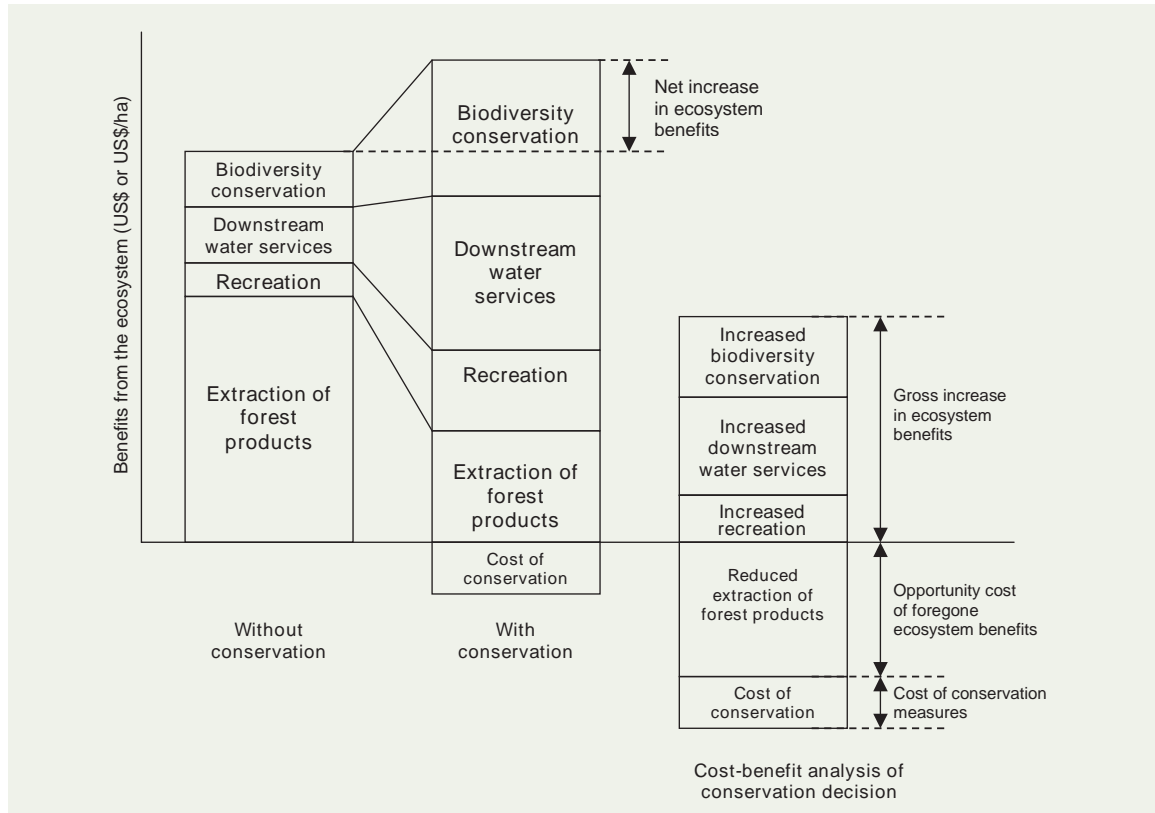 Benefits from the ecosystem (US$ or US$/ha)
Biodiversity
conservation
Downstream
water services
Recreation
Extraction of
forest
products
Without
conservation
Biodiversity
conservation
Downstream
water
services
Recreation
Extraction of
forest
products
Cost of
conservation
With
conservation
Net increase
in ecosystem
benefits
Increased
biodiversity
conservation
Increased
downstream
water services
Increased
recreation
Reduced
extraction of
forest products
Cost of
conservation
Gross increase
in ecosystem
benefits
Opportunity cost
of foregone
ecosystem benefits
Cost of conservation
measures
Cost-benefit analysis of
conservation decision